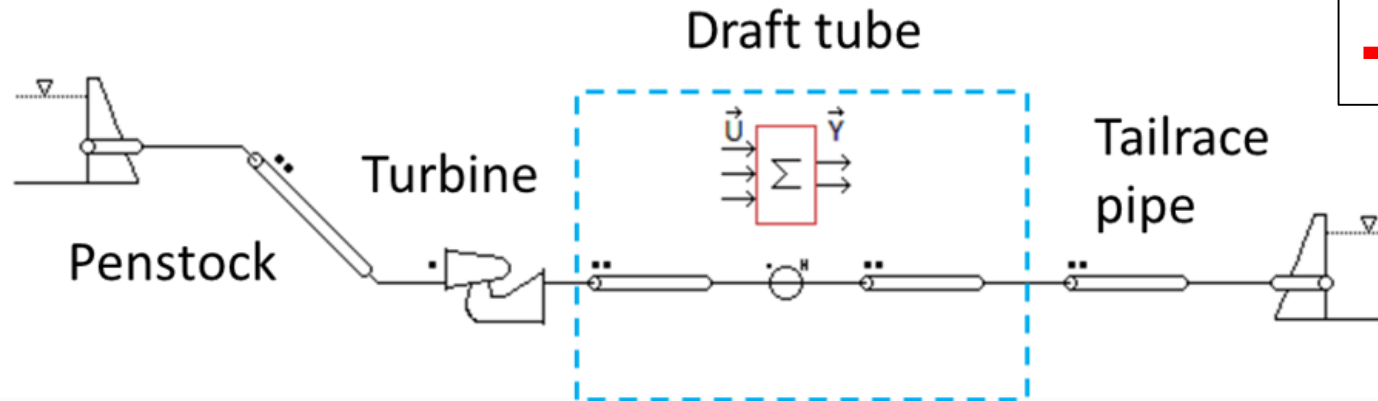 Draft tube
U Y
Σ
Turbine
Tailrace
pipe
Penstock
H